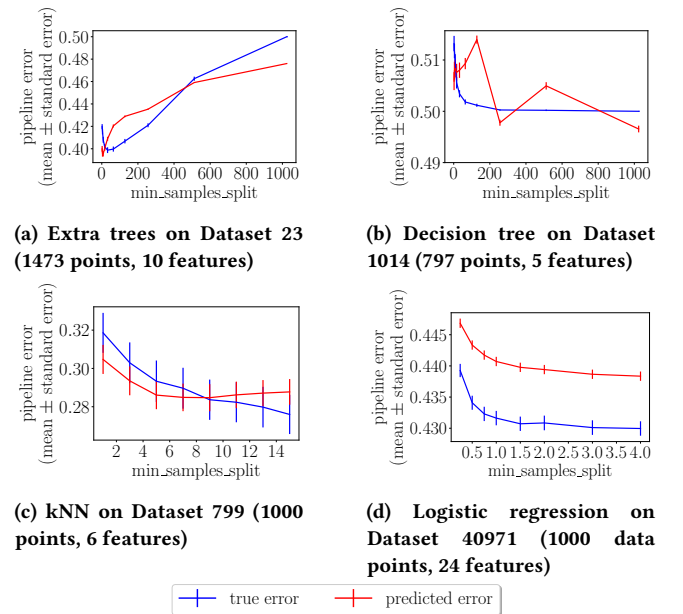 pipeline error
(mean ± standard error)
0.50
0.48
0.46
0.44
0.42
0.40
0 200 400 600 800 1000
min_samples_split
(a) Extra trees on Dataset 23
(1473 points, 10 features)
pipeline error
(mean ± standard error)
0.51
0.50
0.49
0 200 400 600 800 1000
min_samples_split
(b) Decision tree on Dataset
1014 (797 points, 5 features)
pipeline error
(mean ± standard error)
0.32
0.30
0.28
2 4 6 8 10 12 14
min_samples_split
(c) kNN on Dataset 799 (1000
points, 6 features)
pipeline error
(mean ± standard error)
0.445
0.440
0.435
0.430
0.5 1.0 1.5 2.0 2.5 3.0 3.5 4.0
min_samples_split
(d) Logistic regression on
Dataset 40971 (1000 data
points, 24 features)
true error predicted error